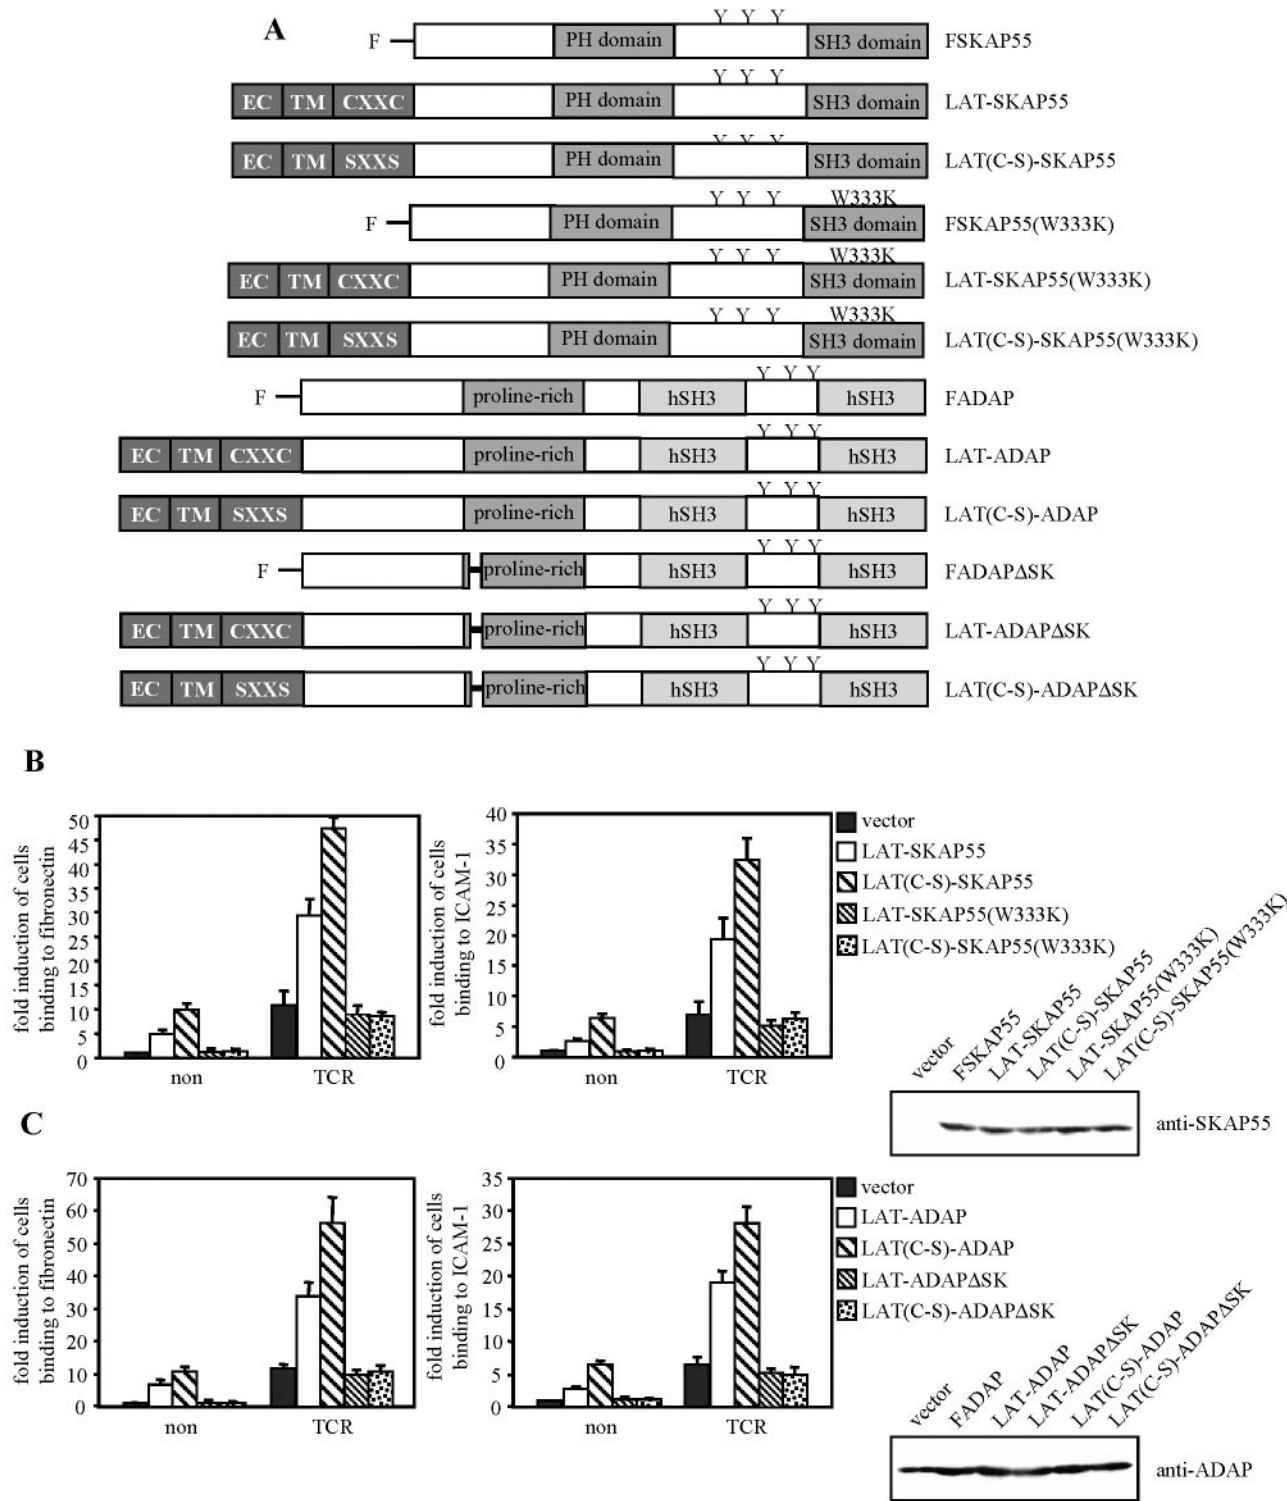 A
Y Y Y
F PH domain SH3 domain FSKAP55
Y Y Y
EC TM CXXC PH domain SH3 domain LAT-SKAP55
Y Y Y
EC TM SXXS PH domain SH3 domain LAT(C-S)-SKAP55
Y Y Y W333K
F PH domain SH3 domain FSKAP55(W333K)
Y Y Y W333K
EC TM CXXC PH domain SH3 domain LAT-SKAP55(W333K)
Y Y Y W333K
EC TM SXXS PH domain SH3 domain LAT(C-S)-SKAP55(W333K)
Y Y Y
F proline-rich hSH3 hSH3 FADAP
Y Y Y
EC TM CXXC proline-rich hSH3 hSH3 LAT-ADAP
Y Y Y
EC TM SXXS proline-rich hSH3 hSH3 LAT(C-S)-ADAP
Y Y Y
F proline-rich hSH3 hSH3 FADAPΔSK
Y Y Y
EC TM CXXC proline-rich hSH3 hSH3 LAT-ADAPΔSK
Y Y Y
EC TM SXXS proline-rich hSH3 hSH3 LAT(C-S)-ADAPΔSK
B
fold induction of cells
binding to fibronectin
50
45
40
35
30
25
20
15
10
5
0
non TCR
fold induction of cells
binding to ICAM-1
40
35
30
25
20
15
10
5
0
non TCR
vector
LAT-SKAP55
LAT(C-S)-SKAP55
LAT-SKAP55(W333K)
LAT(C-S)-SKAP55(W333K)
vector
FSKAP55
LAT-SKAP55
LAT(C-S)-SKAP55
LAT-SKAP55(W333K)
LAT(C-S)-SKAP55(W333K)
anti-SKAP55
C
fold induction of cells
binding to fibronectin
70
60
50
40
30
20
10
0
non TCR
fold induction of cells
binding to ICAM-1
35
30
25
20
15
10
5
0
non TCR
vector
LAT-ADAP
LAT(C-S)-ADAP
LAT-ADAPΔSK
LAT(C-S)-ADAPΔSK
vector
FADAP
LAT-ADAP
LAT-ADAPΔSK
LAT(C-S)-ADAP
LAT(C-S)-ADAPΔSK
anti-ADAP